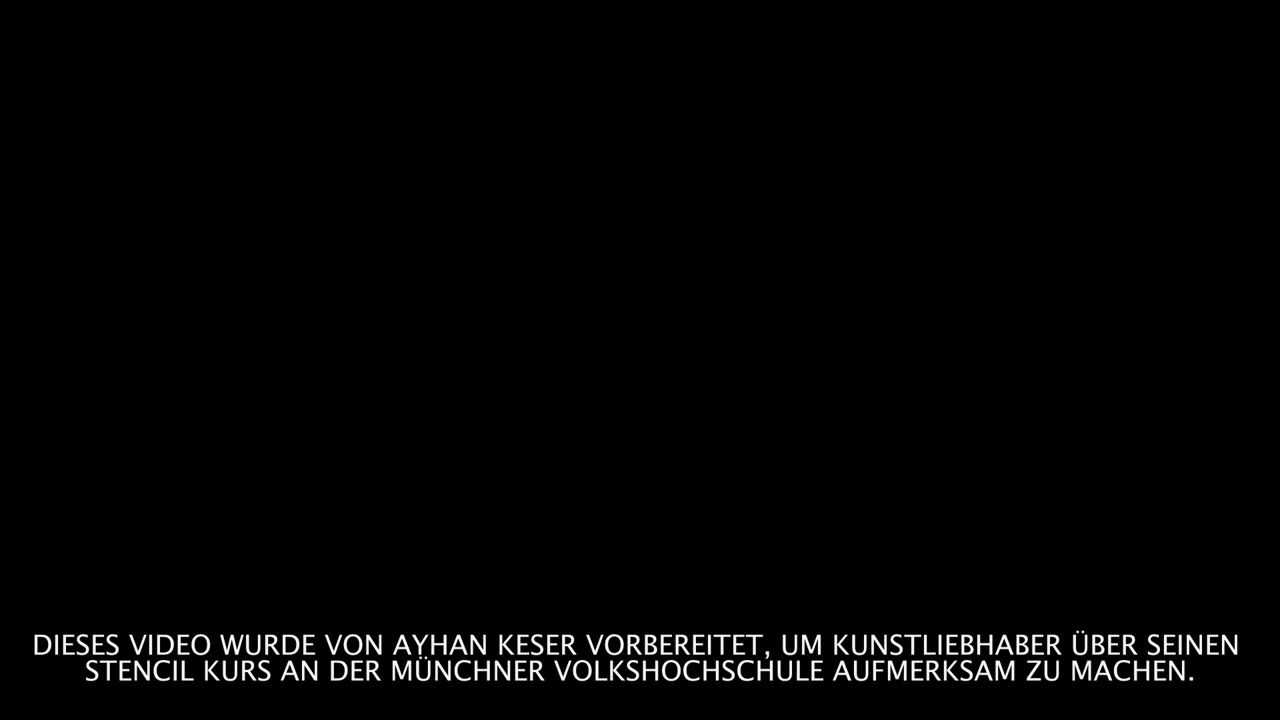 DIESES VIDEO WURDE VON AYHAN KESER VORBEREITET, UM KUNSTLIEBHABER ÜBER SEINEN
STENCIL KURS AN DER MÜNCHNER VOLKSHOCHSCHULE AUFMERKSAM ZU MACHEN.